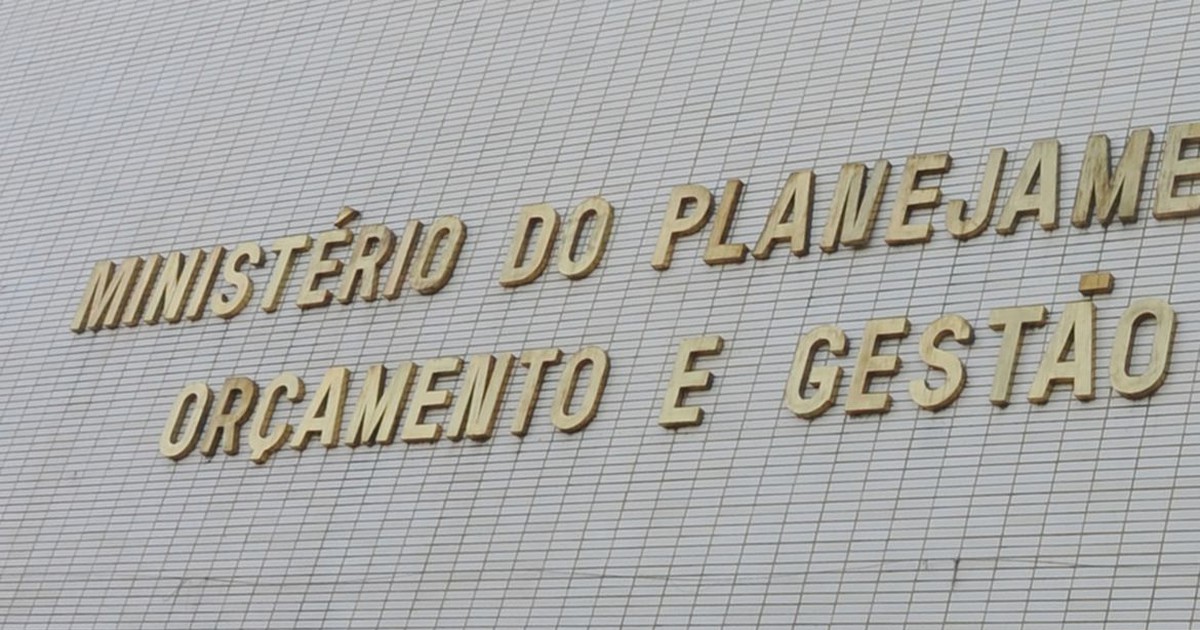 MINISTÉRIO DO PLANEJAME
ORÇAMENTO E GESTÃO